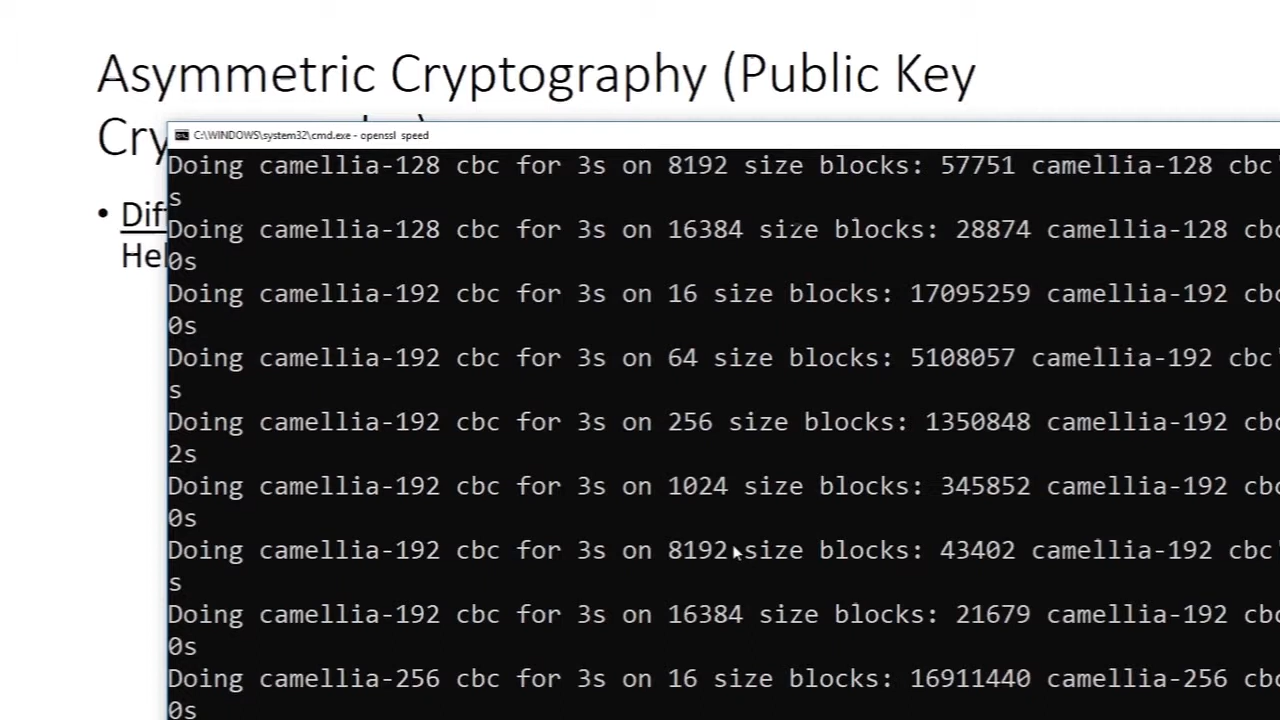 Asymmetric Cryptography (Public Key
C:\WINDOWS\system32\cmd.exe - openssl speed
Doing camellia-128 cbc for 3s on 8192 size blocks: 57751 camellia-128 cbc'
s
Doing camellia-128 cbc for 3s on 16384 size blocks: 28874 camellia-128 cbc
0s
Doing camellia-192 cbc for 3s on 16 size blocks: 17095259 camellia-192 cbc
0s
Doing camellia-192 cbc for 3s on 64 size blocks: 5108057 camellia-192 cbc'
s
Doing camellia-192 cbc for 3s on 256 size blocks: 1350848 camellia-192 cbc
2s
Doing camellia-192 cbc for 3s on 1024 size blocks: 345852 camellia-192 cbc
0s
Doing camellia-192 cbc for 3s on 8192 size blocks: 43402 camellia-192 cbc'
s
Doing camellia-192 cbc for 3s on 16384 size blocks: 21679 camellia-192 cbc
0s
Doing camellia-256 cbc for 3s on 16 size blocks: 16911440 camellia-256 cbc
0s